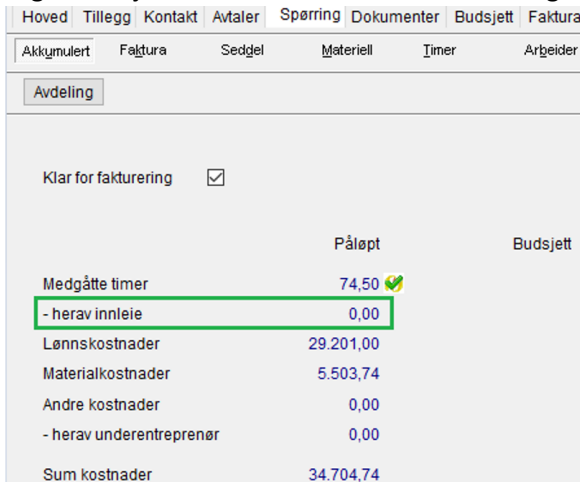 Hoved Tillegg Kontakt Avtaler Spørring Dokumenter Budsjett Faktura
Akkumulert Faktura Seddel Materiell Timer Arbeider
Avdeling
Klar for fakturering
Påløpt Budsjett
Medgåtte timer 74,50
- herav innleie 0,00
Lønnskostnader 29.201,00
Materialkostnader 5.503,74
Andre kostnader 0,00
- herav underentreprenør 0,00
Sum kostnader 34.704,74